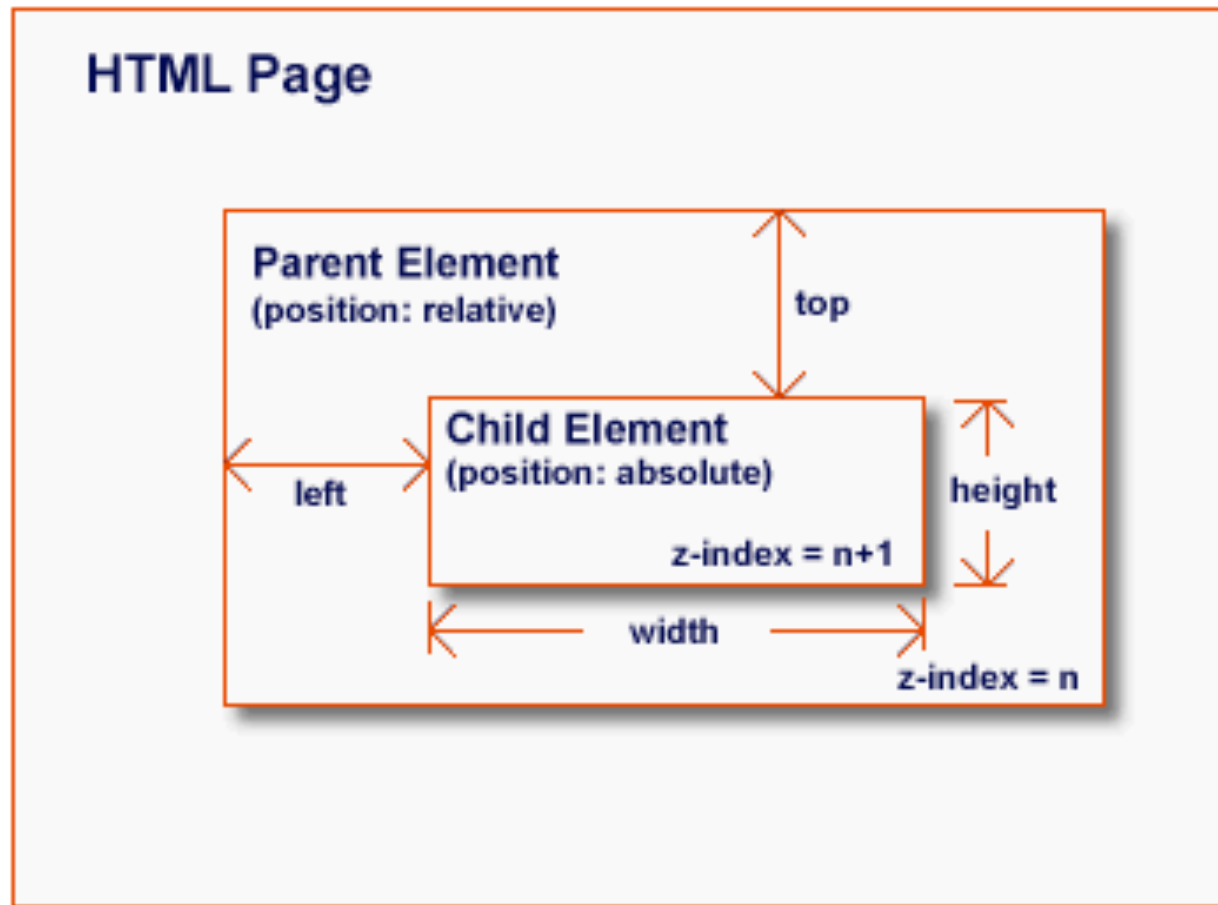 HTML Page
Parent Element
(position: relative)
top
Child Element
(position: absolute)
left
height
z-index = n+1
width
z-index = n